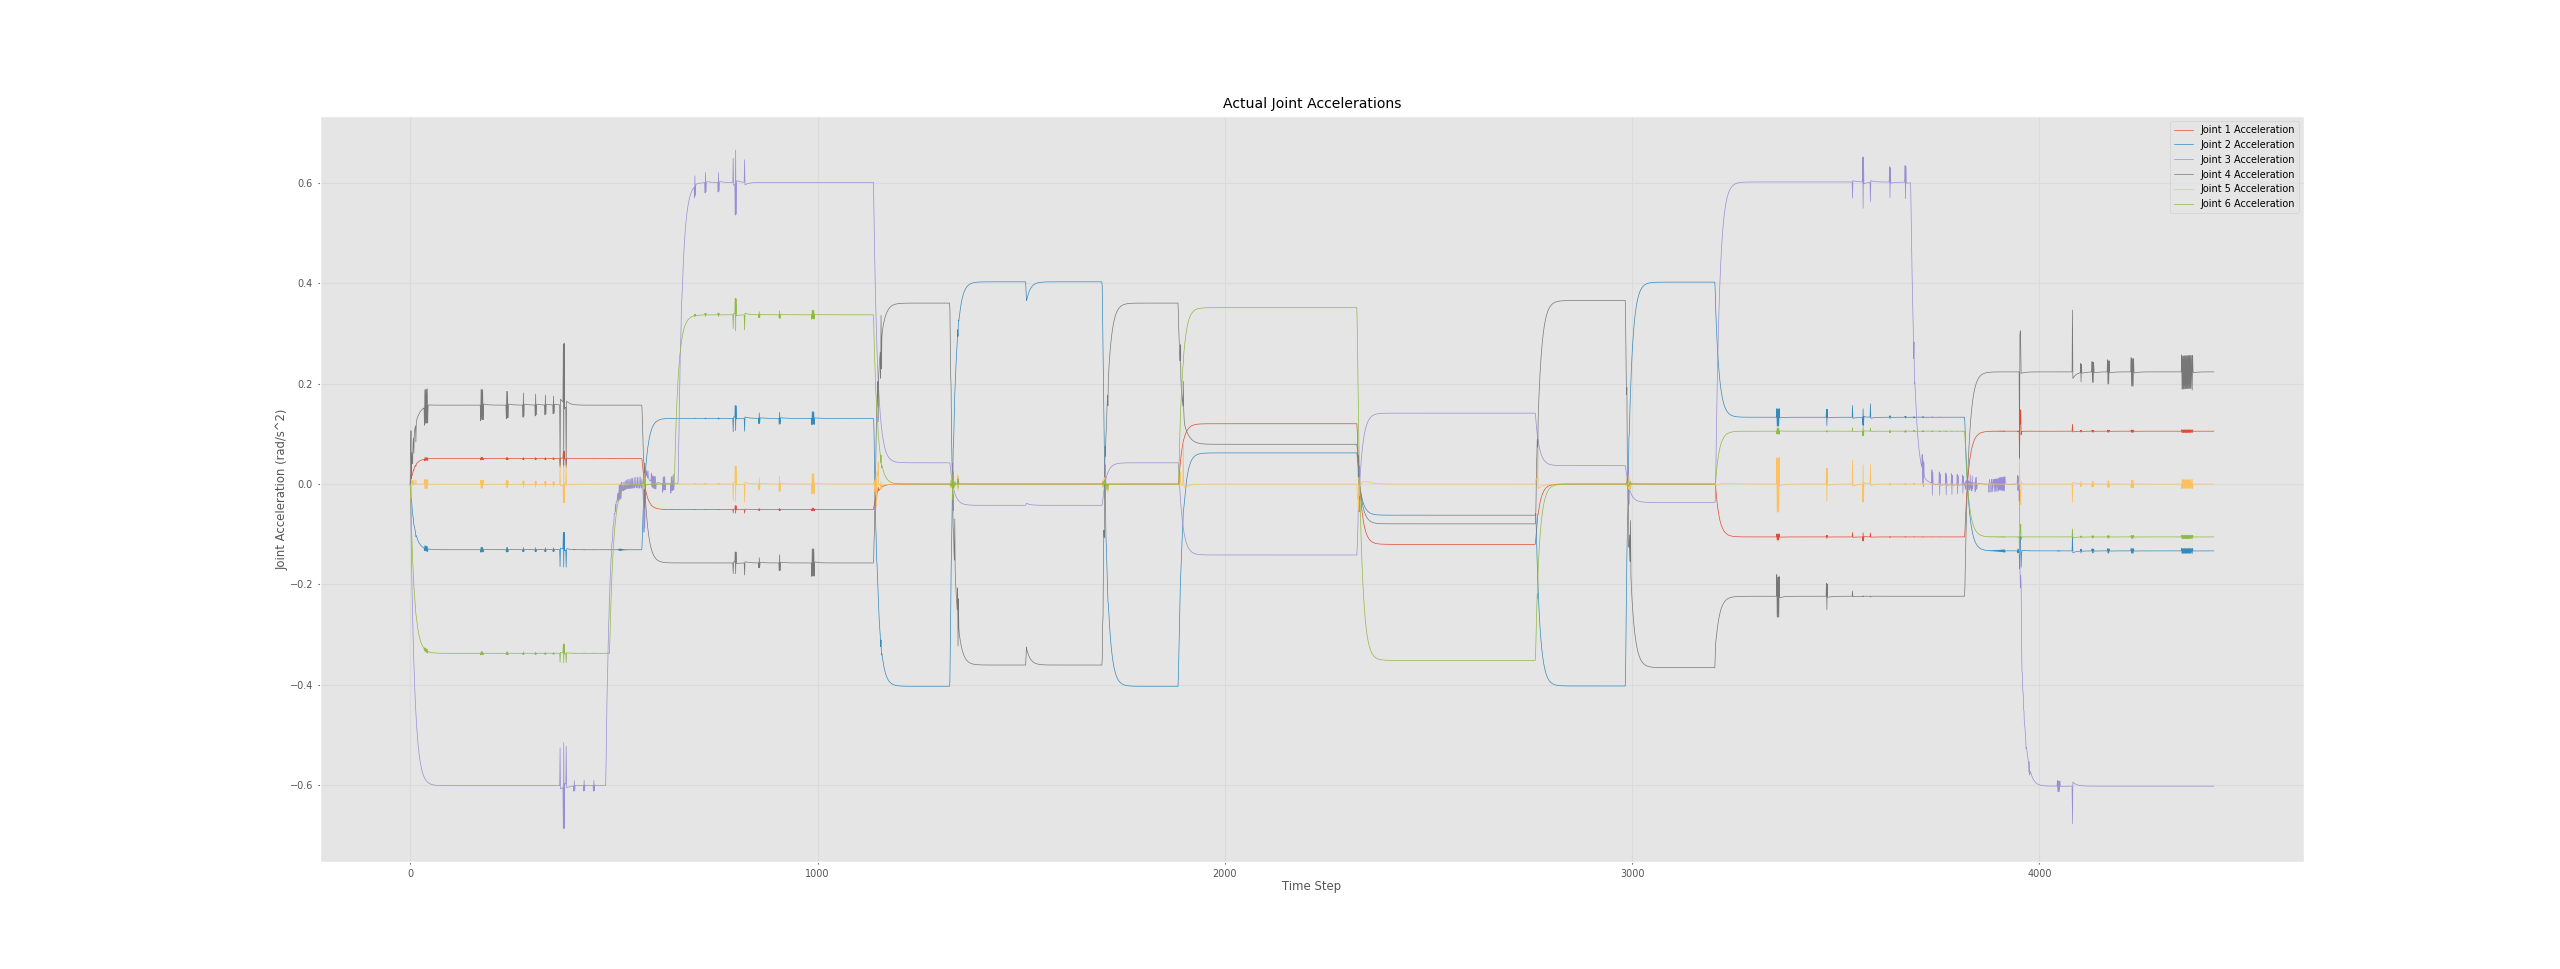 Actual Joint Accelerations
Joint 1 Acceleration
Joint 2 Acceleration
Joint 3 Acceleration
Joint 4 Acceleration
Joint 5 Acceleration
Joint 6 Acceleration
Joint Acceleration (rad/s^2)
0.6
0.4
0.2
0.0
−0.2
−0.4
−0.6
0 1000 2000 3000 4000
Time Step